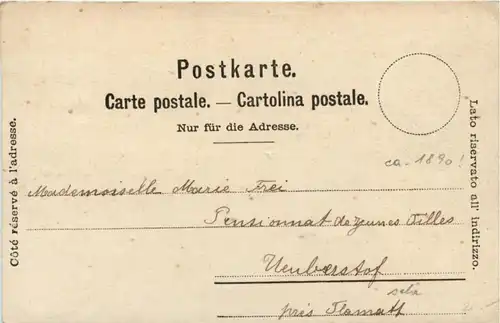 Postkarte.
Carte postale. — Cartolina postale.
Nur für die Adresse.
Côté réservé à l'adresse.
Lato riservato all' indirizzo.
ca. 1890!
Mademoiselle Marie Frei
Pensionnat de jeunes Filles
près Flamatt